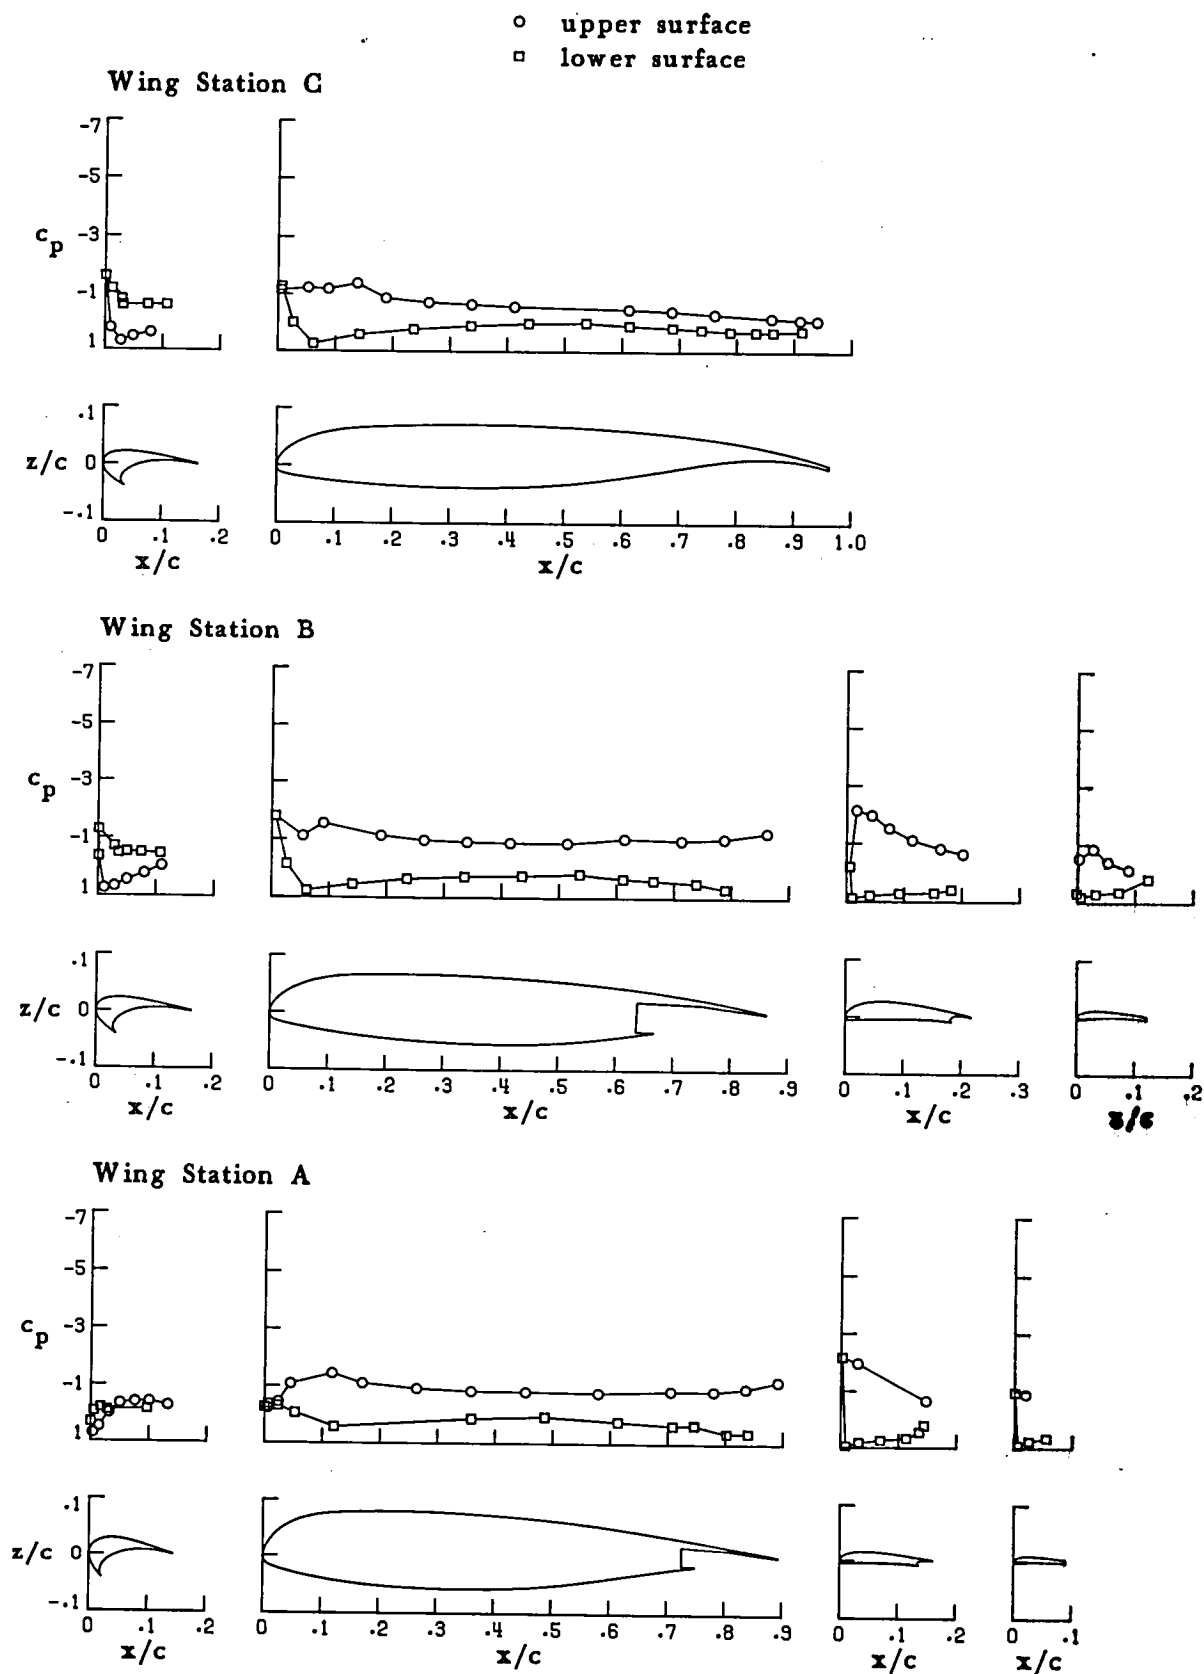 upper surface
lower surface
Wing Station C
-7
-5
-3
-1
1
c_p
.1
0
-.1
z/c
0 .1 .2
x/c
0 .1 .2 .3 .4 .5 .6 .7 .8 .9 1.0
x/c
Wing Station B
-7
-5
-3
-1
1
c_p
.1
0
-.1
z/c
0 .1 .2
x/c
0 .1 .2 .3 .4 .5 .6 .7 .8 .9
x/c
0 .1 .2 .3
x/c
0 .1 .2
Wing Station A
-7
-5
-3
-1
1
c_p
.1
0
-.1
z/c
0 .1 .2
x/c
0 .1 .2 .3 .4 .5 .6 .7 .8 .9
x/c
0 .1 .2
x/c
0 .1
x/c